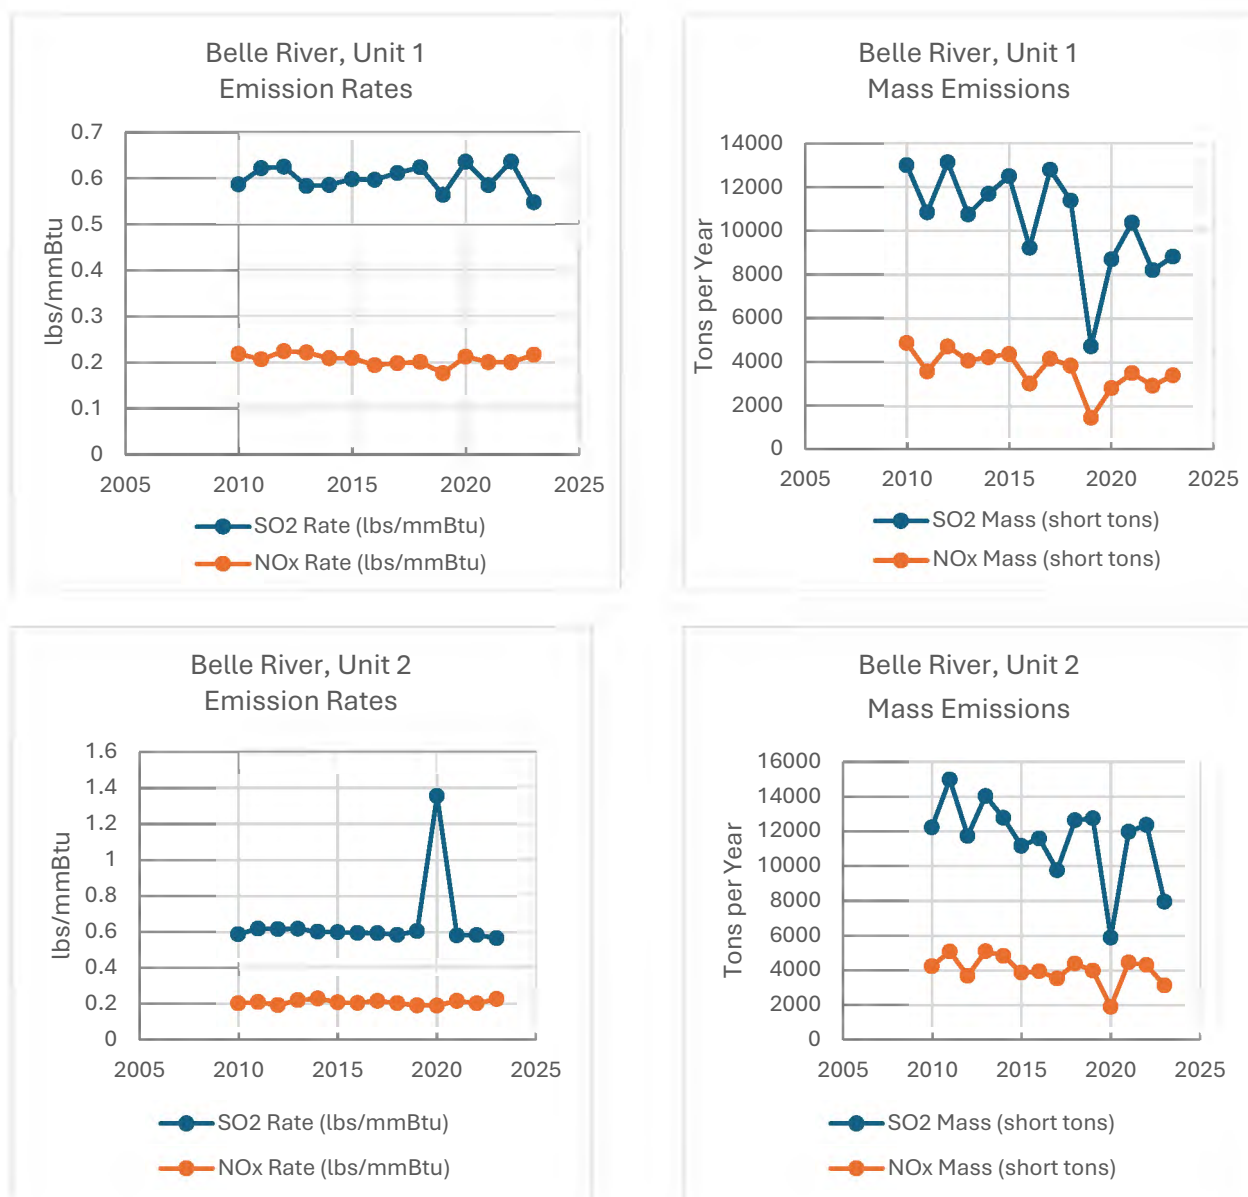 Belle River, Unit 1
Emission Rates
lbs/mmBtu
0.7
0.6
0.5
0.4
0.3
0.2
0.1
0
2005 2010 2015 2020 2025
SO2 Rate (lbs/mmBtu)
NOx Rate (lbs/mmBtu)
Belle River, Unit 1
Mass Emissions
Tons per Year
14000
12000
10000
8000
6000
4000
2000
0
2005 2010 2015 2020 2025
SO2 Mass (short tons)
NOx Mass (short tons)
Belle River, Unit 2
Emission Rates
lbs/mmBtu
1.6
1.4
1.2
1
0.8
0.6
0.4
0.2
0
2005 2010 2015 2020 2025
SO2 Rate (lbs/mmBtu)
NOx Rate (lbs/mmBtu)
Belle River, Unit 2
Mass Emissions
Tons per Year
16000
14000
12000
10000
8000
6000
4000
2000
0
2005 2010 2015 2020 2025
SO2 Mass (short tons)
NOx Mass (short tons)